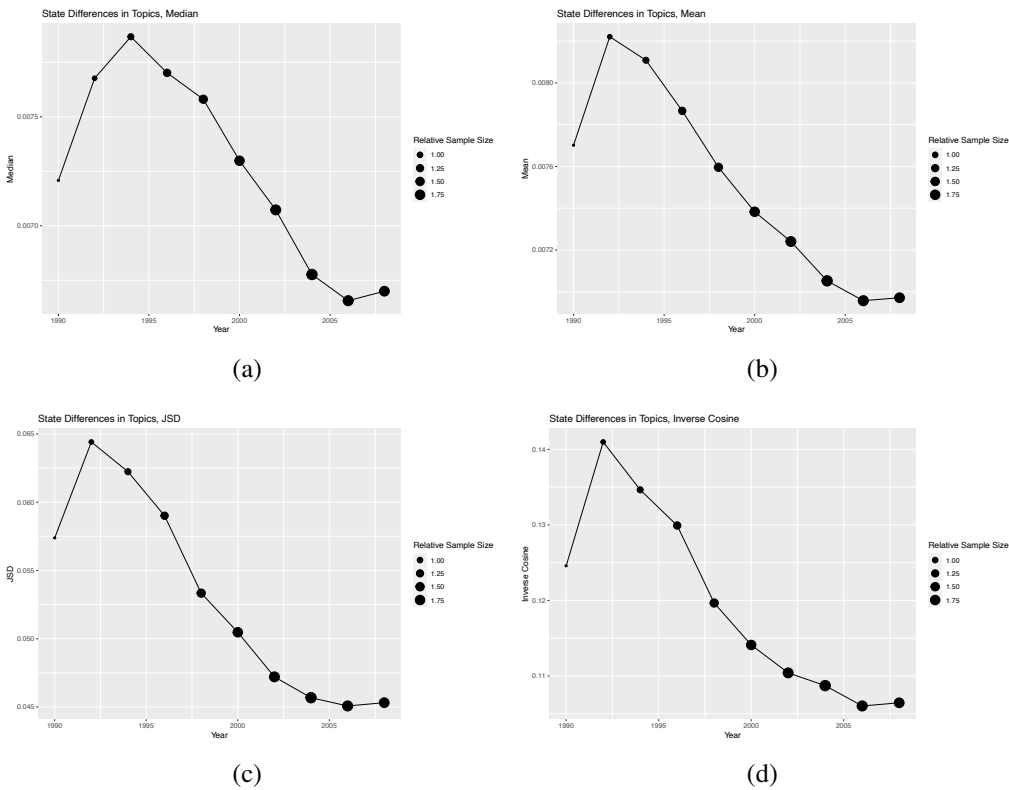 State Differences in Topics, Median
Median
0.0075
0.0070
1990
1995
2000
2005
Year
Relative Sample Size
1.00
1.25
1.50
1.75
(a)
State Differences in Topics, Mean
Mean
0.0080
0.0076
0.0072
1990
1995
2000
2005
Year
Relative Sample Size
1.00
1.25
1.50
1.75
(b)
State Differences in Topics, JSD
JSD
0.065
0.060
0.055
0.050
0.045
1990
1995
2000
2005
Year
Relative Sample Size
1.00
1.25
1.50
1.75
(c)
State Differences in Topics, Inverse Cosine
Inverse Cosine
0.14
0.13
0.12
0.11
1990
1995
2000
2005
Year
Relative Sample Size
1.00
1.25
1.50
1.75
(d)